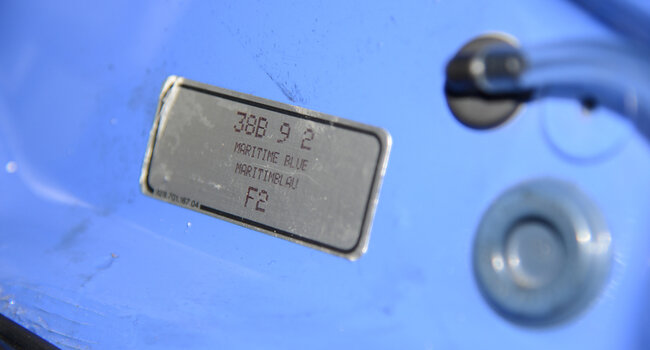 38B 9 2
MARITIME BLUE
MARITIMBLAU
F2